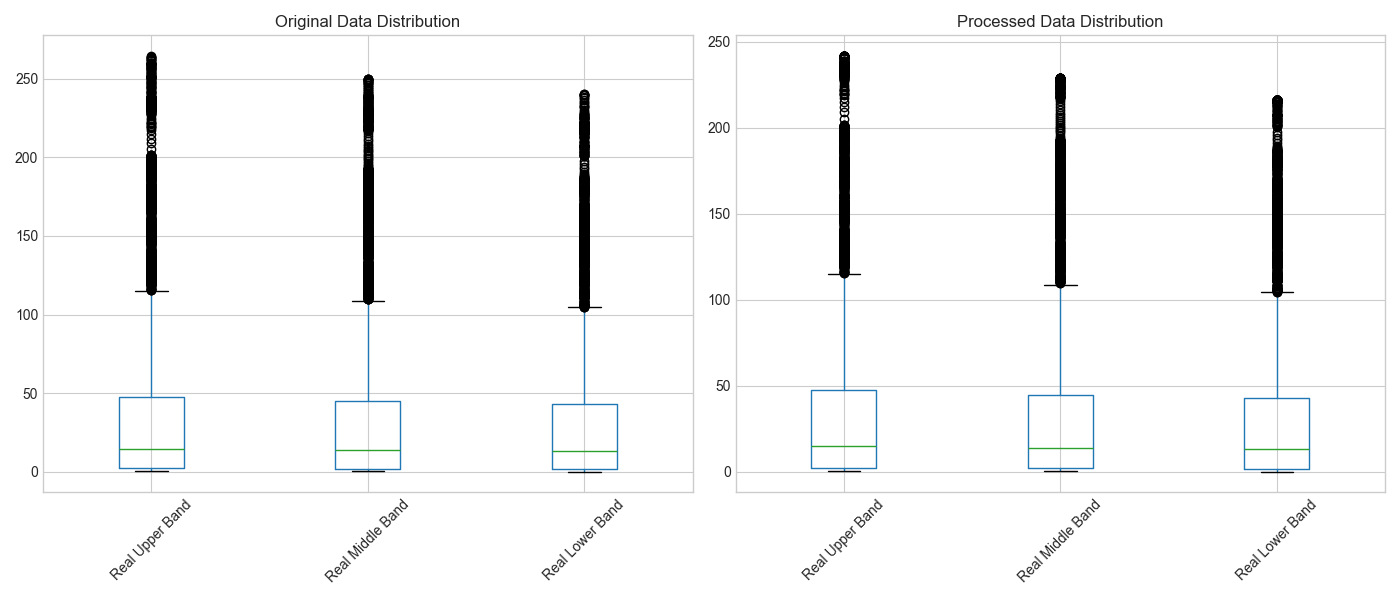 Original Data Distribution
250
200
150
100
50
0
Real Upper Band
Real Middle Band
Real Lower Band
Processed Data Distribution
250
200
150
100
50
0
Real Upper Band
Real Middle Band
Real Lower Band